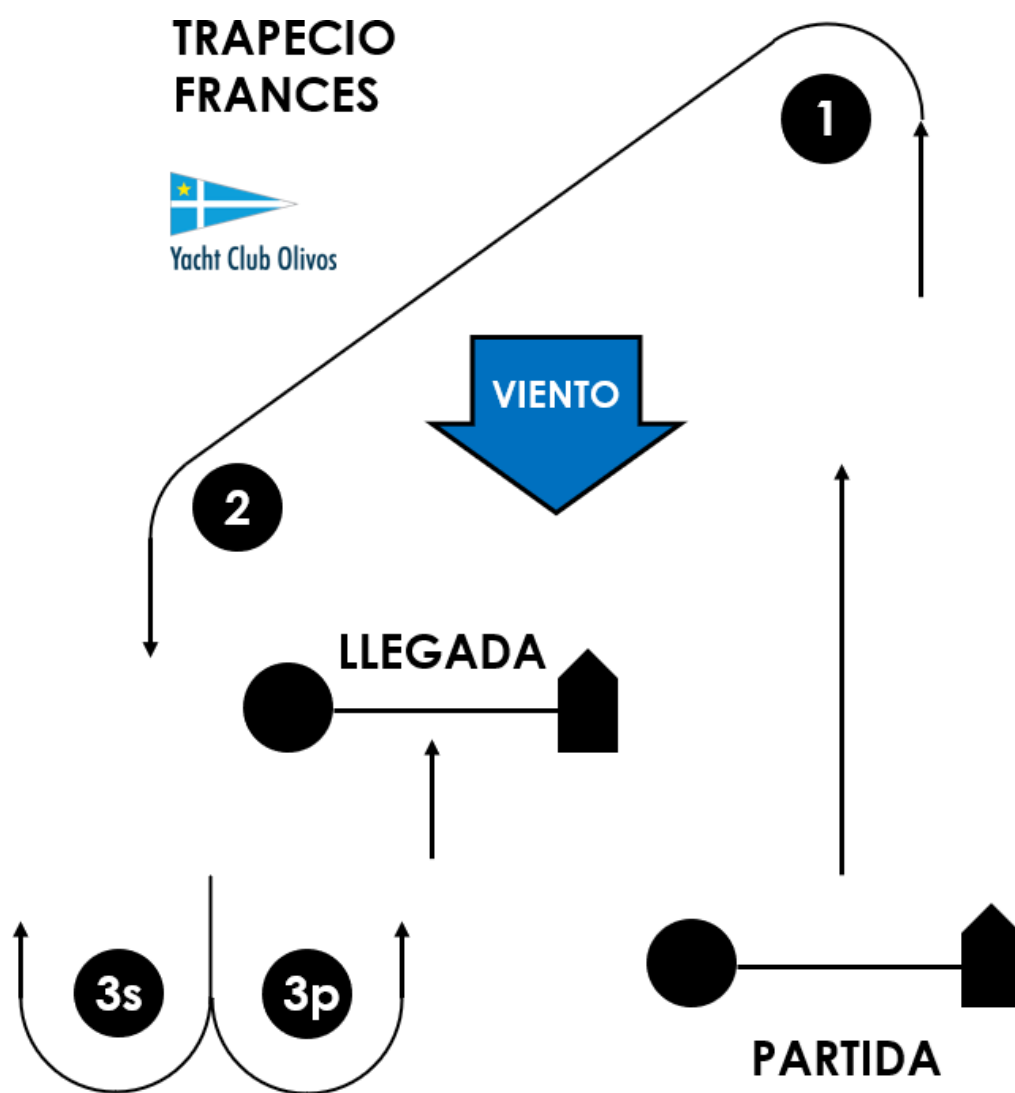 TRAPECIO
FRANCES
1
Yacht Club Olivos
VIENTO
2
LLEGADA
3s
3p
PARTIDA